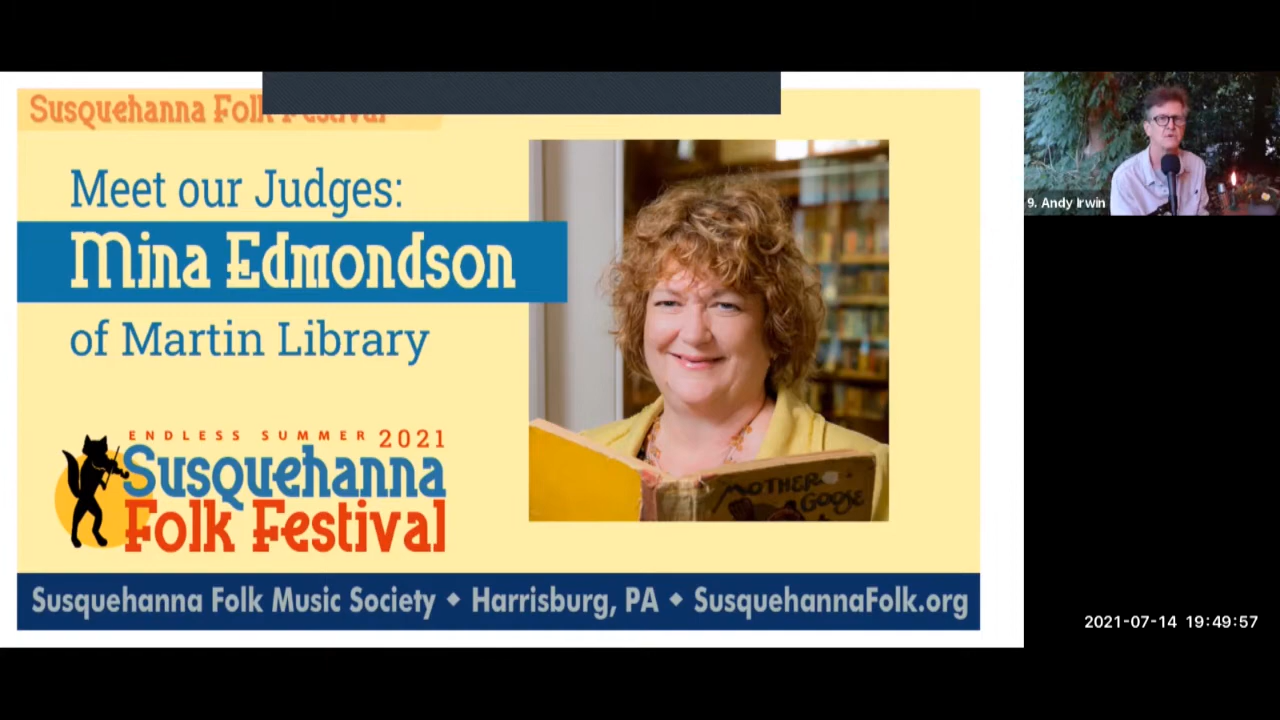 Susquehanna Folk Festival
Meet our Judges:
Mina Edmondson
of Martin Library
ENDLESS SUMMER 2021
Susquehanna
Folk Festival
MOTHER
GOOSE
Susquehanna Folk Music Society • Harrisburg, PA • SusquehannaFolk.org
9. Andy Irwin
2021-07-14 19:49:57